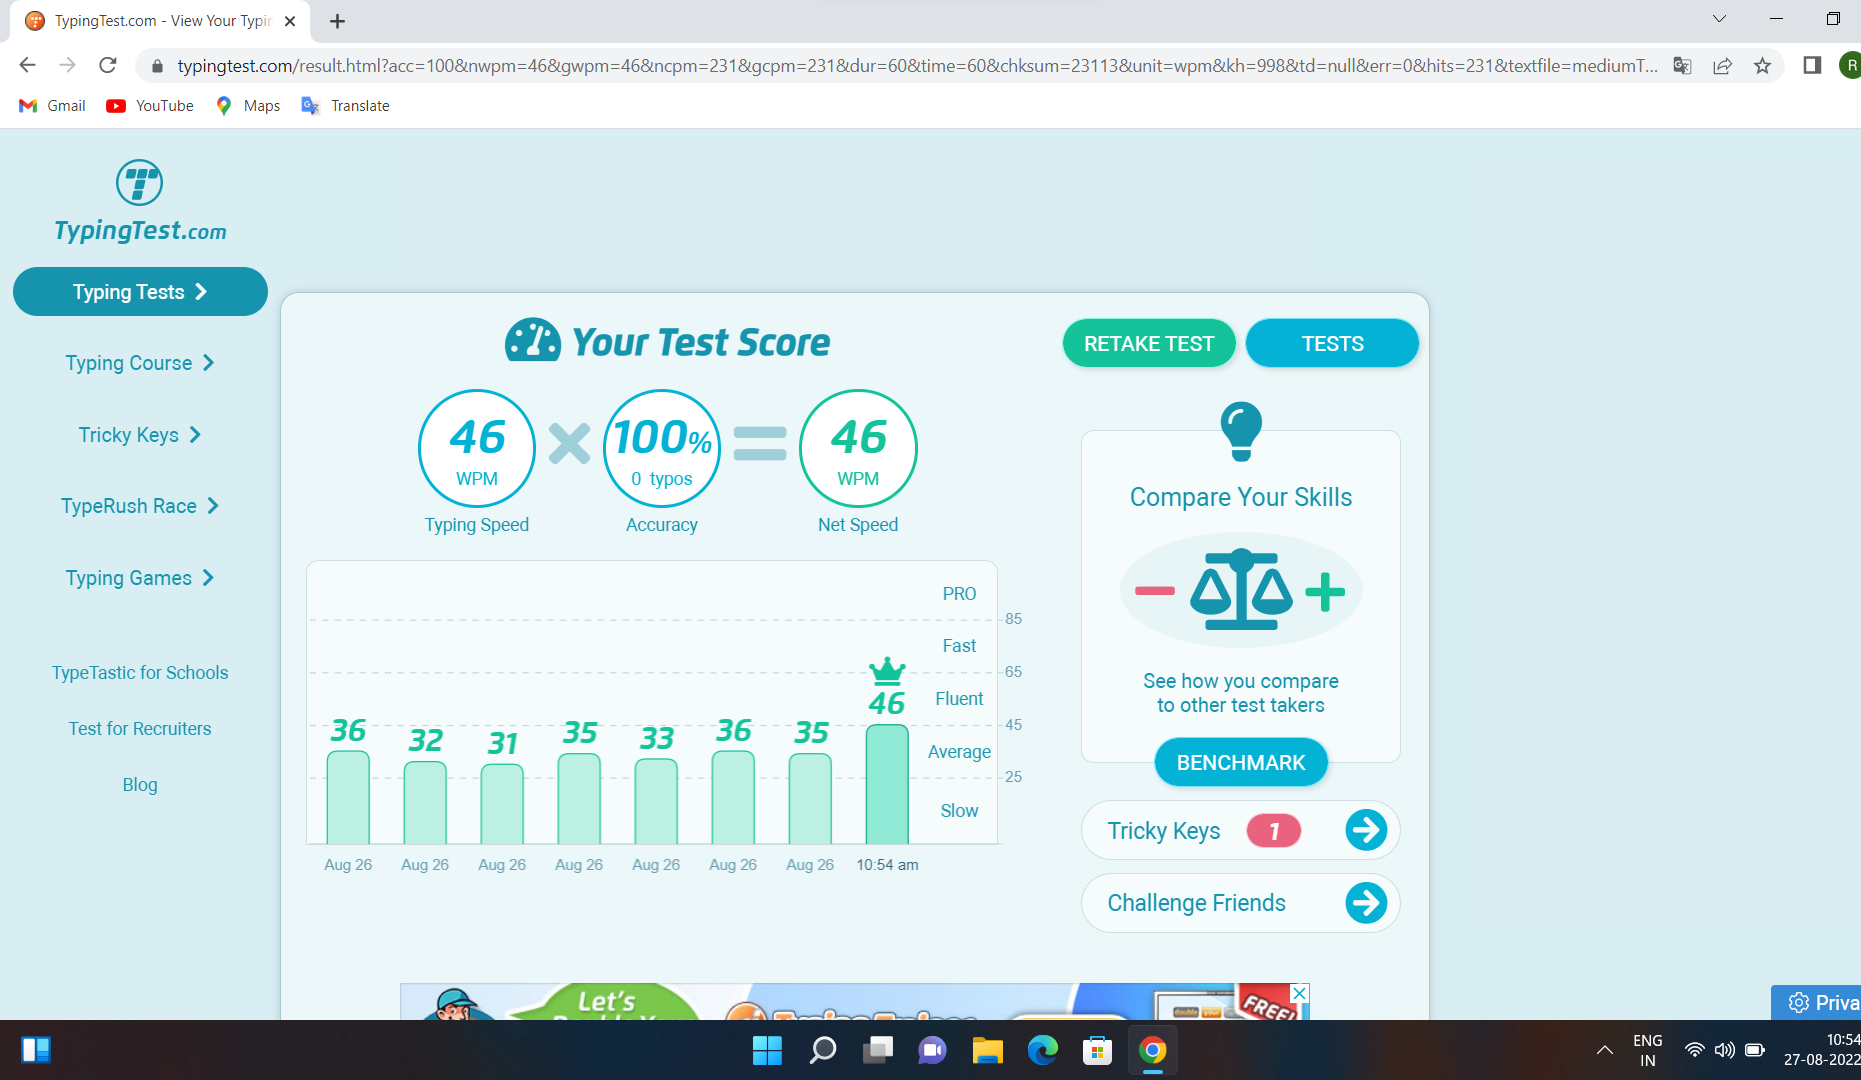 TypingTest.com - View Your Typin
typingtest.com/result.html?acc=100&nwpm=46&gwpm=46&ncpm=231&gcpm=231&dur=60&time=60&chksum=23113&unit=wpm&kh=998&td=null&err=0&hits=231&textfile=mediumT...
R
Gmail YouTube Maps Translate
TypingTest.com
Typing Tests
Typing Course
Tricky Keys
TypeRush Race
Typing Games
TypeTastic for Schools
Test for Recruiters
Blog
Your Test Score
RETAKE TEST TESTS
46 WPM
100% 0 typos
46 WPM
Typing Speed Accuracy Net Speed
PRO
85
Fast
65
Fluent
45
Average
25
Slow
36 32 31 35 33 36 35 46
Aug 26 Aug 26 Aug 26 Aug 26 Aug 26 Aug 26 Aug 26 10:54 am
Compare Your Skills
See how you compare
to other test takers
BENCHMARK
Tricky Keys 1
Challenge Friends
Let's
FREE!
Priva
ENG
IN
10:54
27-08-2022